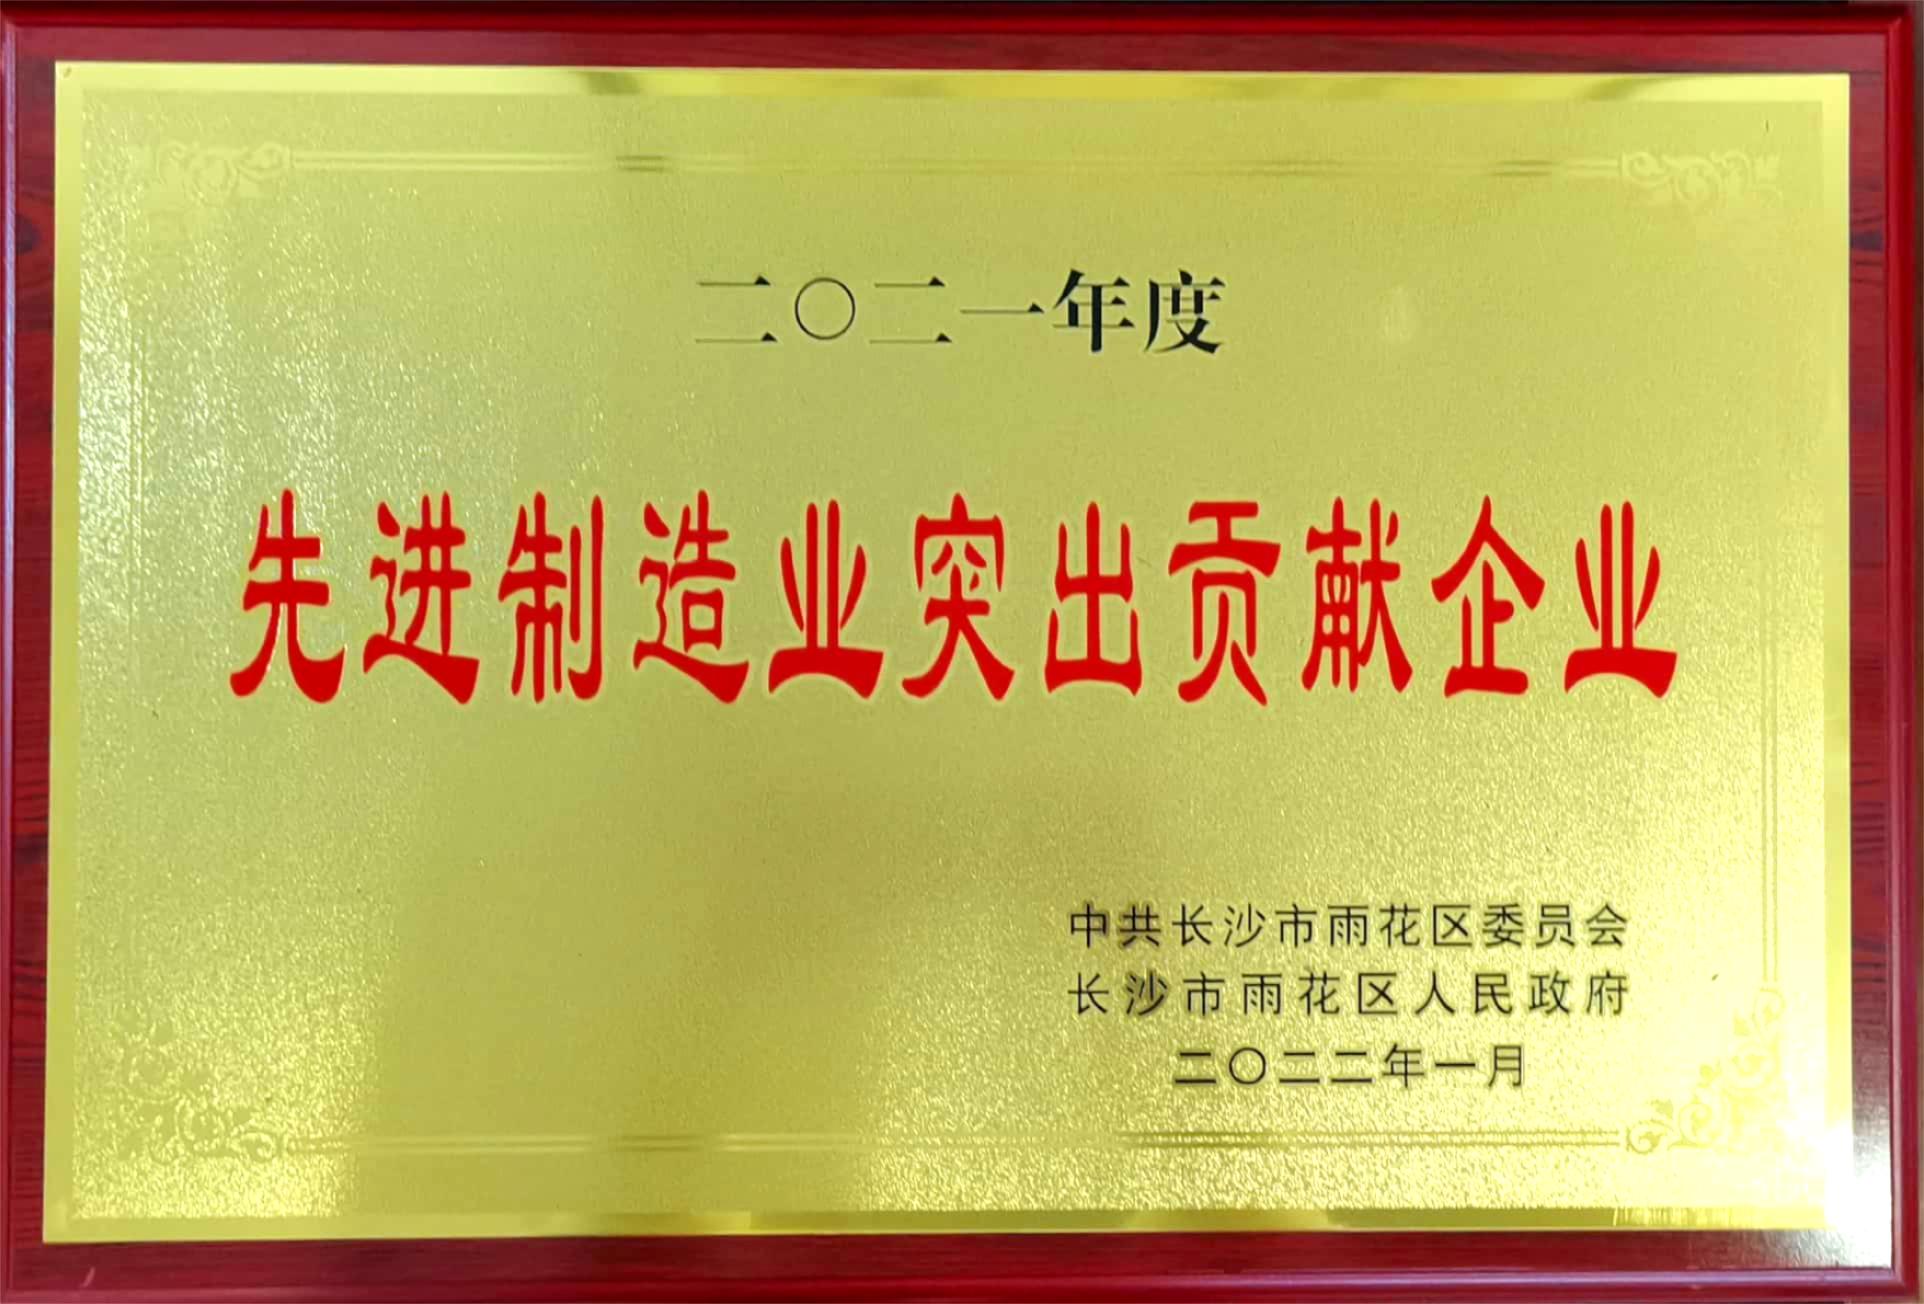 二〇二一年度
先进制造业突出贡献企业
中共长沙市雨花区委员会
长沙市雨花区人民政府
二〇二二年一月